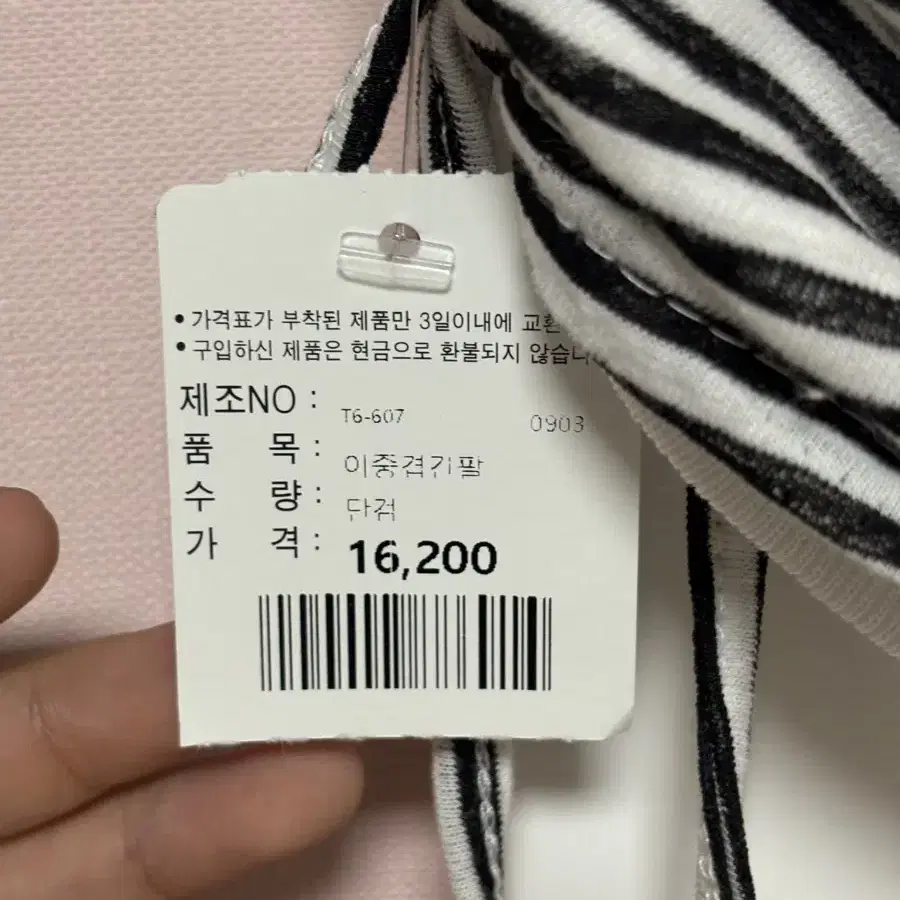 • 가격표가 부착된 제품만 3일이내에 교환
• 구입하신 제품은 현금으로 환불되지 않습니다
제조NO : T6-607 0903
품 목 : 이중겹긴팔
수 량 : 단검
가 격 : 16,200